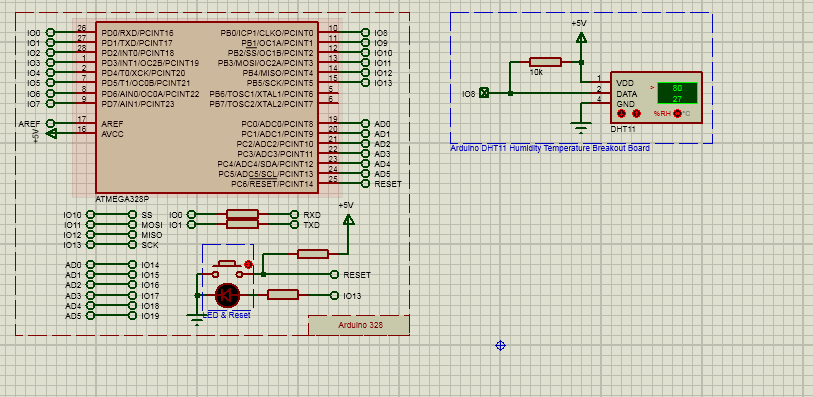 IO0 26 PD0/RXD/PCINT16 PB0/ICP1/CLKO/PCINT0 10 IO8
IO1 27 PD1/TXD/PCINT17 PB1/OC1A/PCINT1 11 IO9
IO2 28 PD2/INT0/PCINT18 PB2/SS/OC1B/PCINT2 12 IO10
IO3 1 PD3/INT1/OC2B/PCINT19 PB3/MOSI/OC2A/PCINT3 13 IO11
IO4 2 PD4/T0/XCK/PCINT20 PB4/MISO/PCINT4 14 IO12
IO5 7 PD5/T1/OC0B/PCINT21 PB5/SCK/PCINT5 15 IO13
IO6 8 PD6/AIN0/OC0A/PCINT22 PB6/TOSC1/XTAL1/PCINT6 5
IO7 9 PD7/AIN1/PCINT23 PB7/TOSC2/XTAL2/PCINT7 6
AREF 17 AREF PC0/ADC0/PCINT8 19 AD0
+5V 16 AVCC PC1/ADC1/PCINT9 20 AD1
PC2/ADC2/PCINT10 21 AD2
PC3/ADC3/PCINT11 22 AD3
PC4/ADC4/SDA/PCINT12 23 AD4
PC5/ADC5/SCL/PCINT13 24 AD5
PC6/RESET/PCINT14 25 RESET
ATMEGA328P
IO10 SS IO0 RXD
IO11 MOSI IO1 TXD
IO12 MISO
IO13 SCK
+5V
AD0 IO14
AD1 IO15
AD2 IO16
AD3 IO17
AD4 IO18
AD5 IO19
RESET
IO13
LED & Reset
Arduino 328
+5V
10k
IO8
1 VDD
2 DATA
4 GND
> 80
27
%RH °C
DHT11
Arduino DHT11 Humidity Temperature Breakout Board